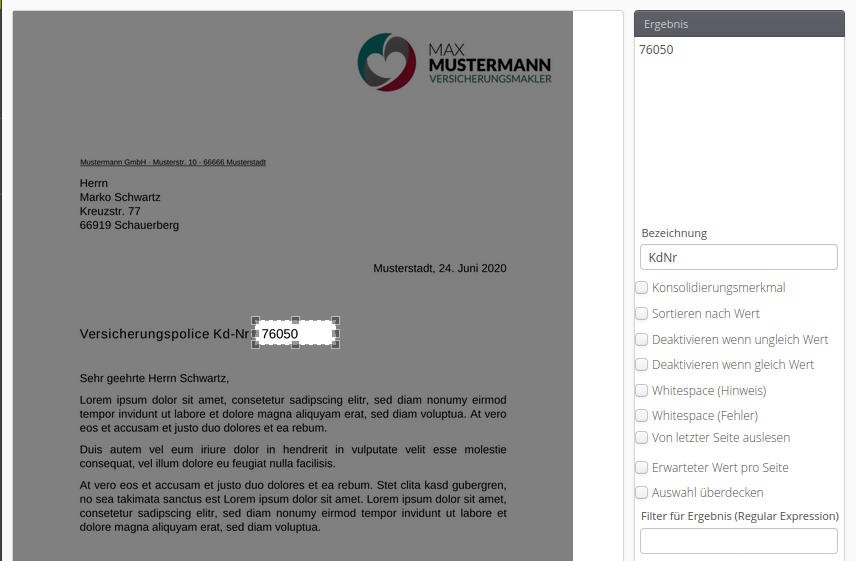 MAX
MUSTERMANN
VERSICHERUNGSMAKLER
Mustermann GmbH - Musterstr. 10 - 66666 Musterstadt
Herrn
Marko Schwartz
Kreuzstr. 77
66919 Schauerberg
Musterstadt, 24. Juni 2020
Versicherungspolice Kd-Nr: 76050
Sehr geehrte Herrn Schwartz,
Lorem ipsum dolor sit amet, consetetur sadipscing elitr, sed diam nonumy eirmod
tempor invidunt ut labore et dolore magna aliquyam erat, sed diam voluptua. At vero
eos et accusam et justo duo dolores et ea rebum.
Duis autem vel eum iriure dolor in hendrerit in vulputate velit esse molestie
consequat, vel illum dolore eu feugiat nulla facilisis.
At vero eos et accusam et justo duo dolores et ea rebum. Stet clita kasd gubergren,
no sea takimata sanctus est Lorem ipsum dolor sit amet. Lorem ipsum dolor sit amet,
consetetur sadipscing elitr, sed diam nonumy eirmod tempor invidunt ut labore et
dolore magna aliquyam erat, sed diam voluptua.
Ergebnis
76050
Bezeichnung
KdNr
Konsolidierungsmerkmal
Sortieren nach Wert
Deaktivieren wenn ungleich Wert
Deaktivieren wenn gleich Wert
Whitespace (Hinweis)
Whitespace (Fehler)
Von letzter Seite auslesen
Erwarteter Wert pro Seite
Auswahl überdecken
Filter für Ergebnis (Regular Expression)